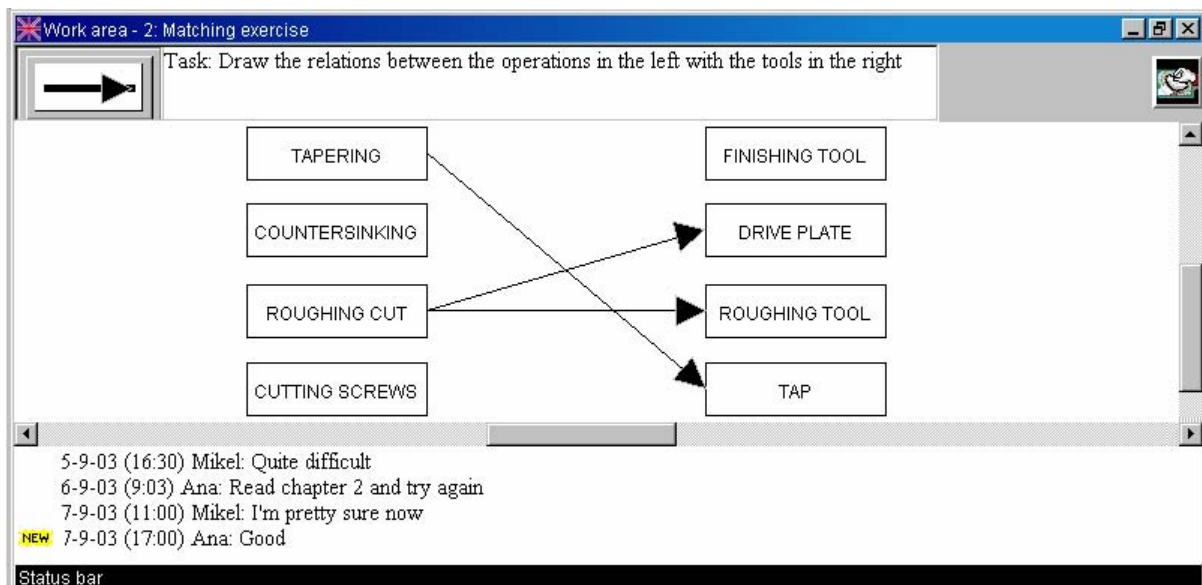 Work area - 2: Matching exercise
Task: Draw the relations between the operations in the left with the tools in the right
TAPERING
FINISHING TOOL
COUNTERSINKING
DRIVE PLATE
ROUGHING CUT
ROUGHING TOOL
CUTTING SCREWS
TAP
5-9-03 (16:30) Mikel: Quite difficult
6-9-03 (9:03) Ana: Read chapter 2 and try again
7-9-03 (11:00) Mikel: I'm pretty sure now
NEW 7-9-03 (17:00) Ana: Good
Status bar